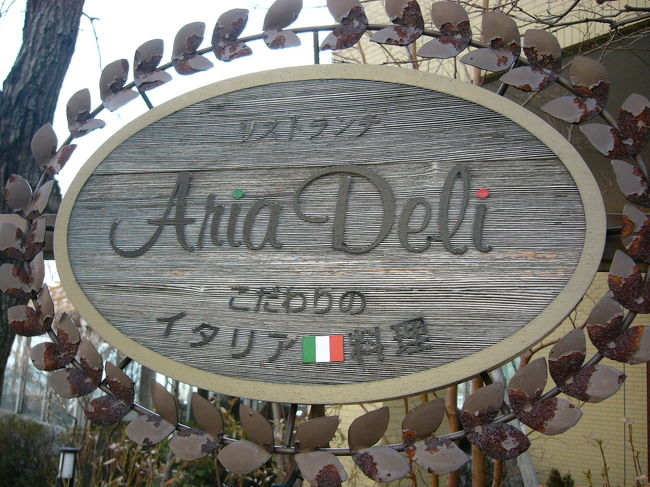 リストランテ
Aria Deli
こだわりの
イタリア料理